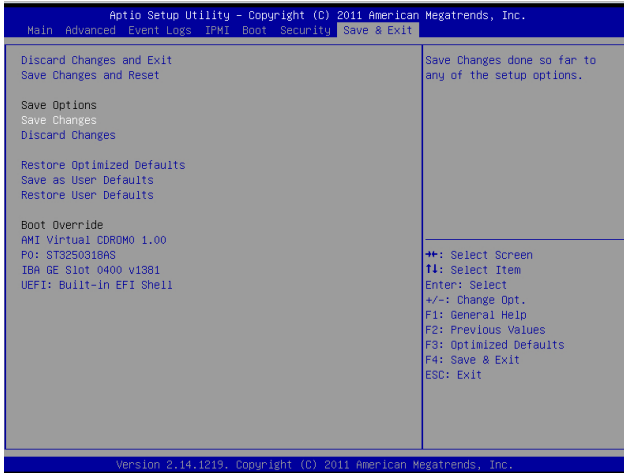 Aptio Setup Utility – Copyright (C) 2011 American Megatrends, Inc.
Main Advanced Event Logs IPMI Boot Security Save & Exit
Discard Changes and Exit
Save Changes and Reset
Save Options
Save Changes
Discard Changes
Restore Optimized Defaults
Save as User Defaults
Restore User Defaults
Boot Override
AMI Virtual CDROM0 1.00
P0: ST3250318AS
IBA GE Slot 0400 v1381
UEFI: Built-in EFI Shell
Save Changes done so far to
any of the setup options.
→←: Select Screen
↑↓: Select Item
Enter: Select
+/-: Change Opt.
F1: General Help
F2: Previous Values
F3: Optimized Defaults
F4: Save & Exit
ESC: Exit
Version 2.14.1219. Copyright (C) 2011 American Megatrends, Inc.